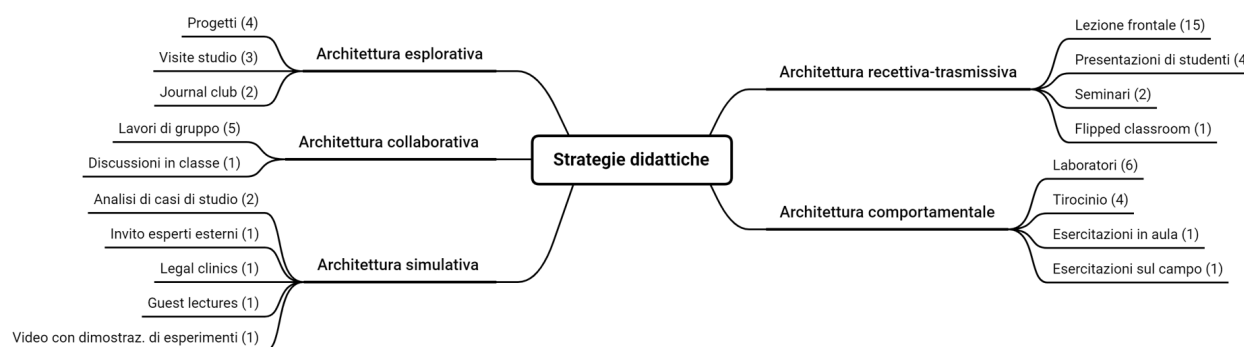 Strategie didattiche
Architettura esplorativa
Progetti (4)
Visite studio (3)
Journal club (2)
Architettura collaborativa
Lavori di gruppo (5)
Discussioni in classe (1)
Architettura simulativa
Analisi di casi di studio (2)
Invito esperti esterni (1)
Legal clinics (1)
Guest lectures (1)
Video con dimostraz. di esperimenti (1)
Architettura recettiva-trasmissiva
Lezione frontale (15)
Presentazioni di studenti (4
Seminari (2)
Flipped classroom (1)
Architettura comportamentale
Laboratori (6)
Tirocinio (4)
Esercitazioni in aula (1)
Esercitazioni sul campo (1)